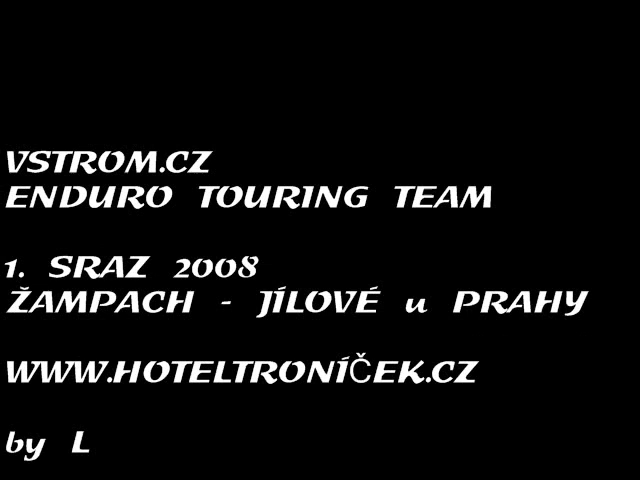 VSTROM.CZ
ENDURO TOURING TEAM
1. SRAZ 2008
ŽAMPACH - JÍLOVÉ u PRAHY
WWW.HOTELTRONÍČEK.CZ
by L